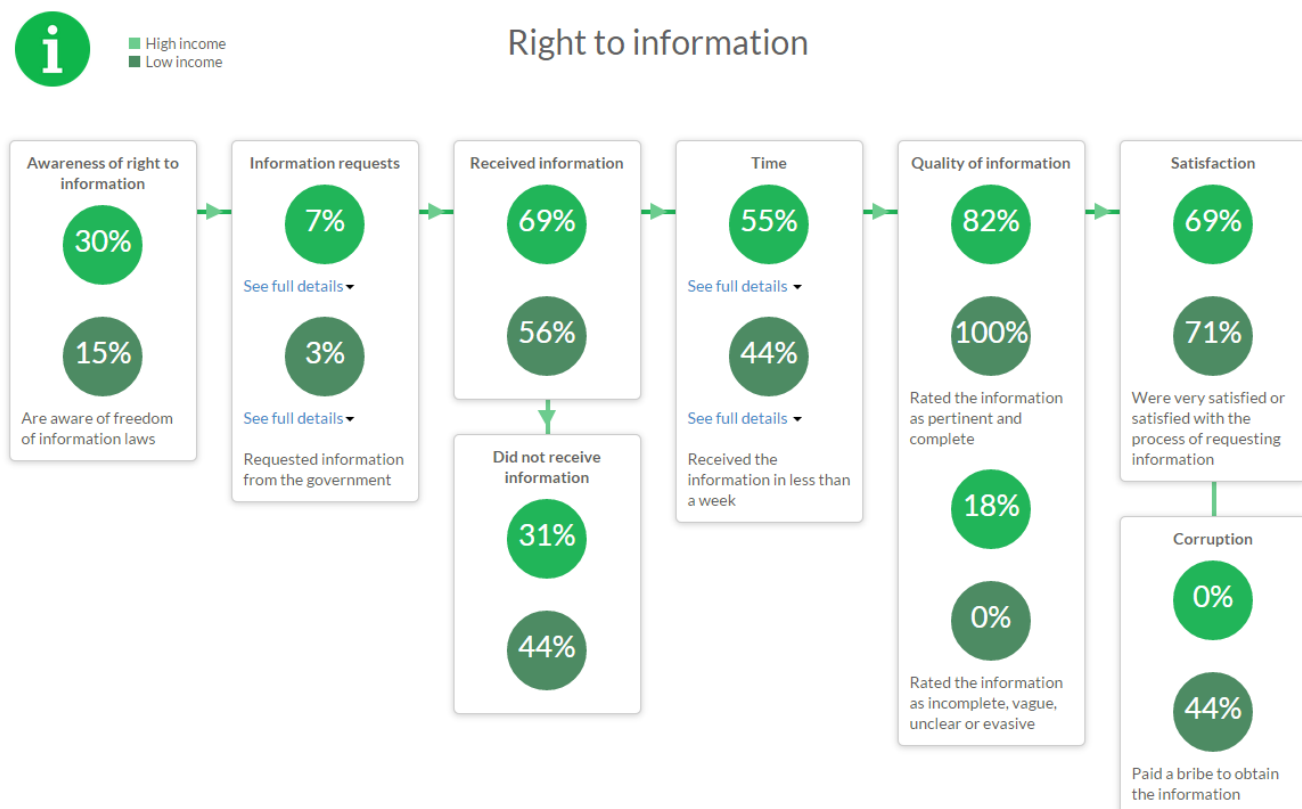 i
High income
Low income
Right to information
Awareness of right to
information
30%
15%
Are aware of freedom
of information laws
Information requests
7%
See full details
3%
See full details
Requested information
from the government
Received information
69%
56%
Did not receive
information
31%
44%
Time
55%
See full details
44%
See full details
Received the
information in less than
a week
Quality of information
82%
100%
Rated the information
as pertinent and
complete
18%
0%
Rated the information
as incomplete, vague,
unclear or evasive
Satisfaction
69%
71%
Were very satisfied or
satisfied with the
process of requesting
information
Corruption
0%
44%
Paid a bribe to obtain
the information